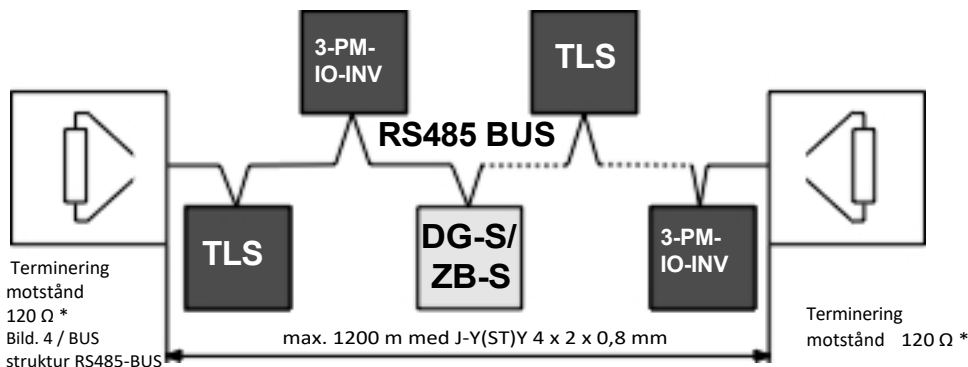 3-PM-
IO-INV
TLS
RS485 BUS
TLS
DG-S/
ZB-S
3-PM-
IO-INV
Terminering
motstånd
120 Ω *
Bild. 4 / BUS
struktur RS485-BUS
max. 1200 m med J-Y(ST)Y 4 x 2 x 0,8 mm
Terminering
motstånd 120 Ω *